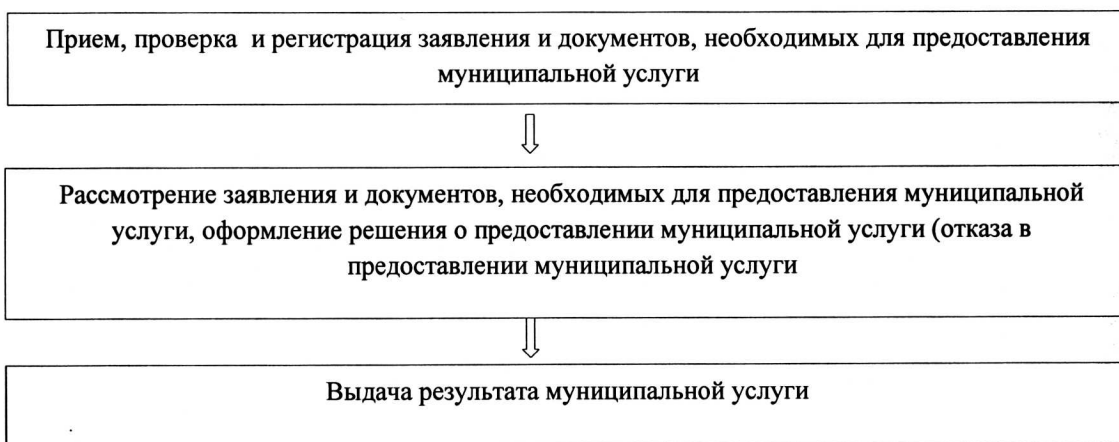 Прием, проверка и регистрация заявления и документов, необходимых для предоставления
муниципальной услуги
Рассмотрение заявления и документов, необходимых для предоставления муниципальной
услуги, оформление решения о предоставлении муниципальной услуги (отказа в
предоставлении муниципальной услуги
Выдача результата муниципальной услуги